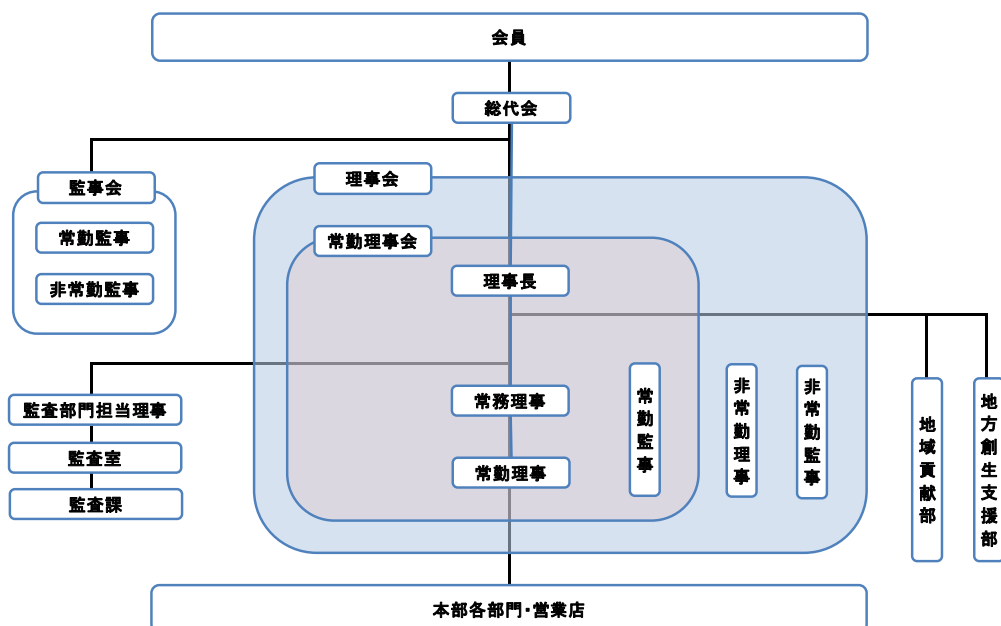 会員
総代会
監事会
常勤監事
非常勤監事
理事会
常勤理事会
理事長
監査部門担当理事
監査室
監査課
常務理事
常勤理事
常勤監事
非常勤理事
非常勤監事
地域貢献部
地方創生支援部
本部各部門・営業店